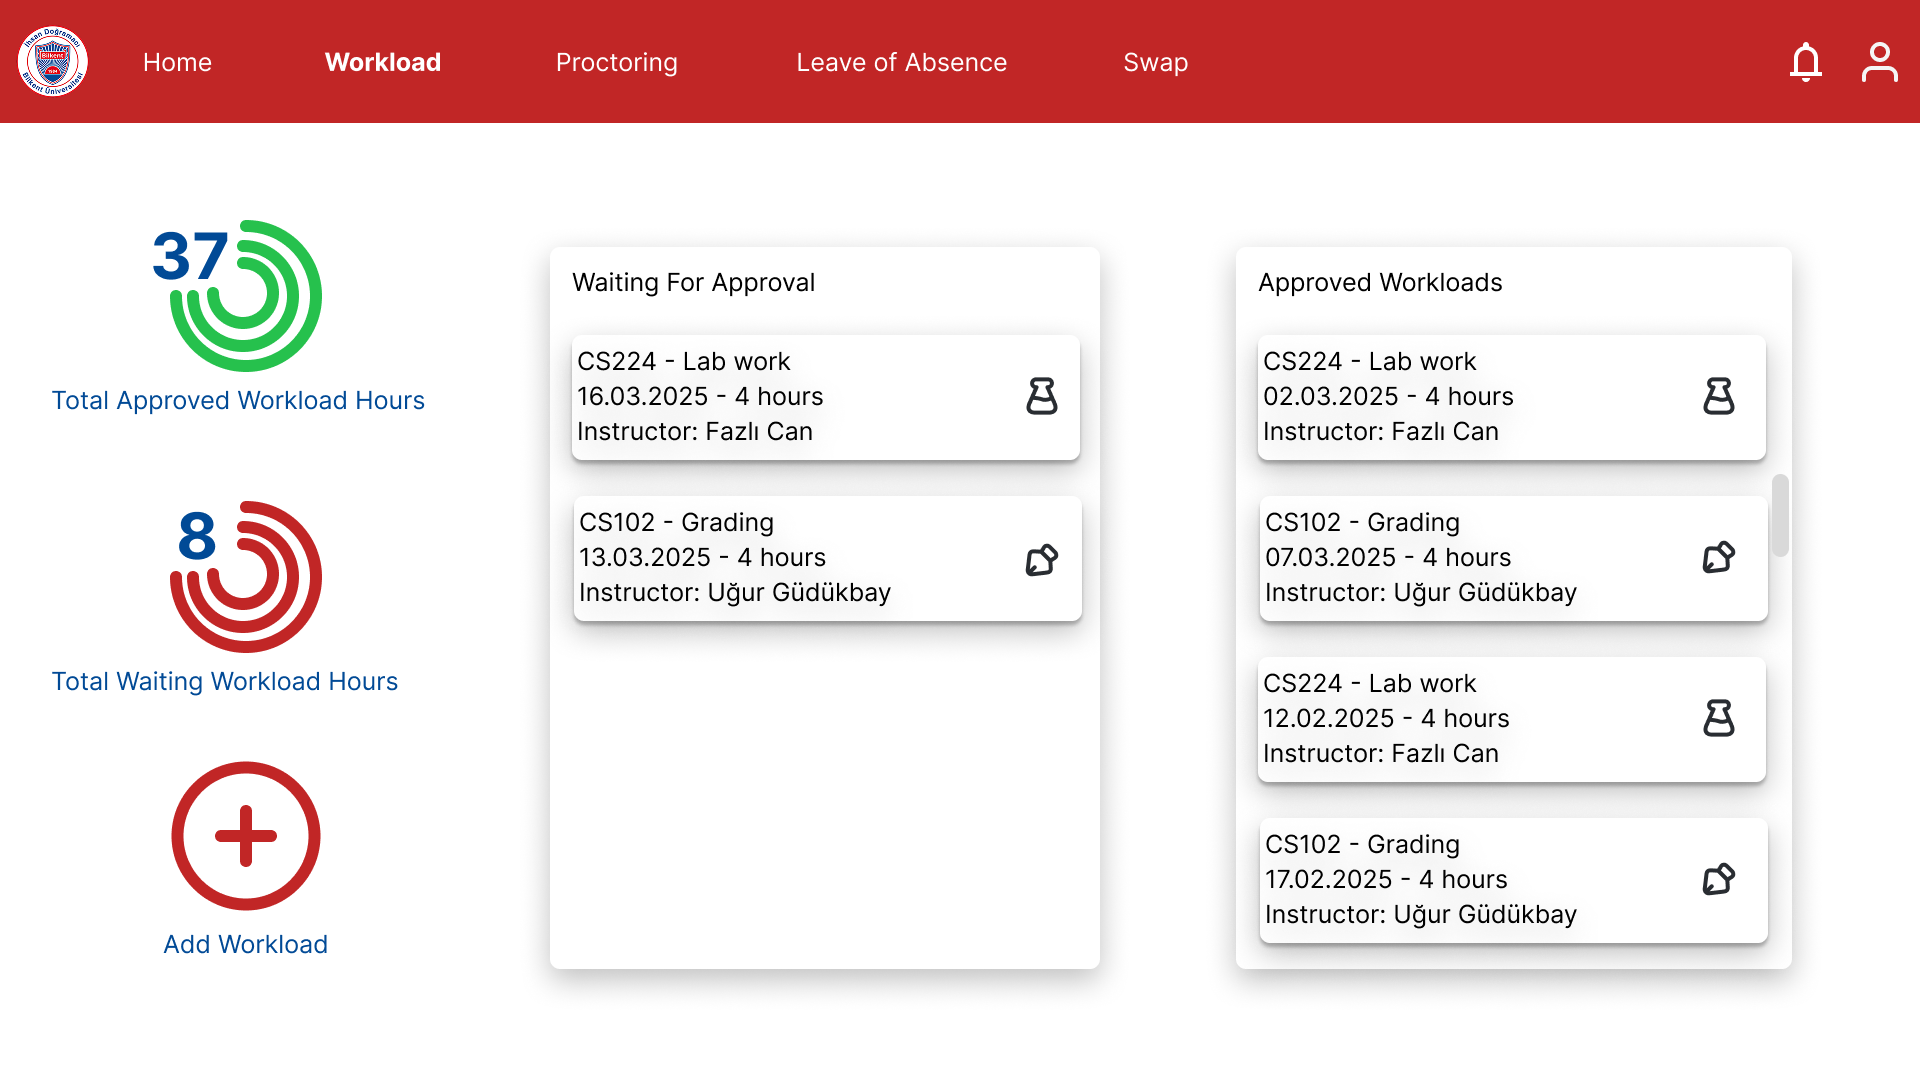 İhsan Doğramacı
Bilkent
1984
Bilkent Üniversitesi
Home
Workload
Proctoring
Leave of Absence
Swap
37
Total Approved Workload Hours
8
Total Waiting Workload Hours
Add Workload
Waiting For Approval
CS224 - Lab work
16.03.2025 - 4 hours
Instructor: Fazlı Can
CS102 - Grading
13.03.2025 - 4 hours
Instructor: Uğur Güdükbay
Approved Workloads
CS224 - Lab work
02.03.2025 - 4 hours
Instructor: Fazlı Can
CS102 - Grading
07.03.2025 - 4 hours
Instructor: Uğur Güdükbay
CS224 - Lab work
12.02.2025 - 4 hours
Instructor: Fazlı Can
CS102 - Grading
17.02.2025 - 4 hours
Instructor: Uğur Güdükbay